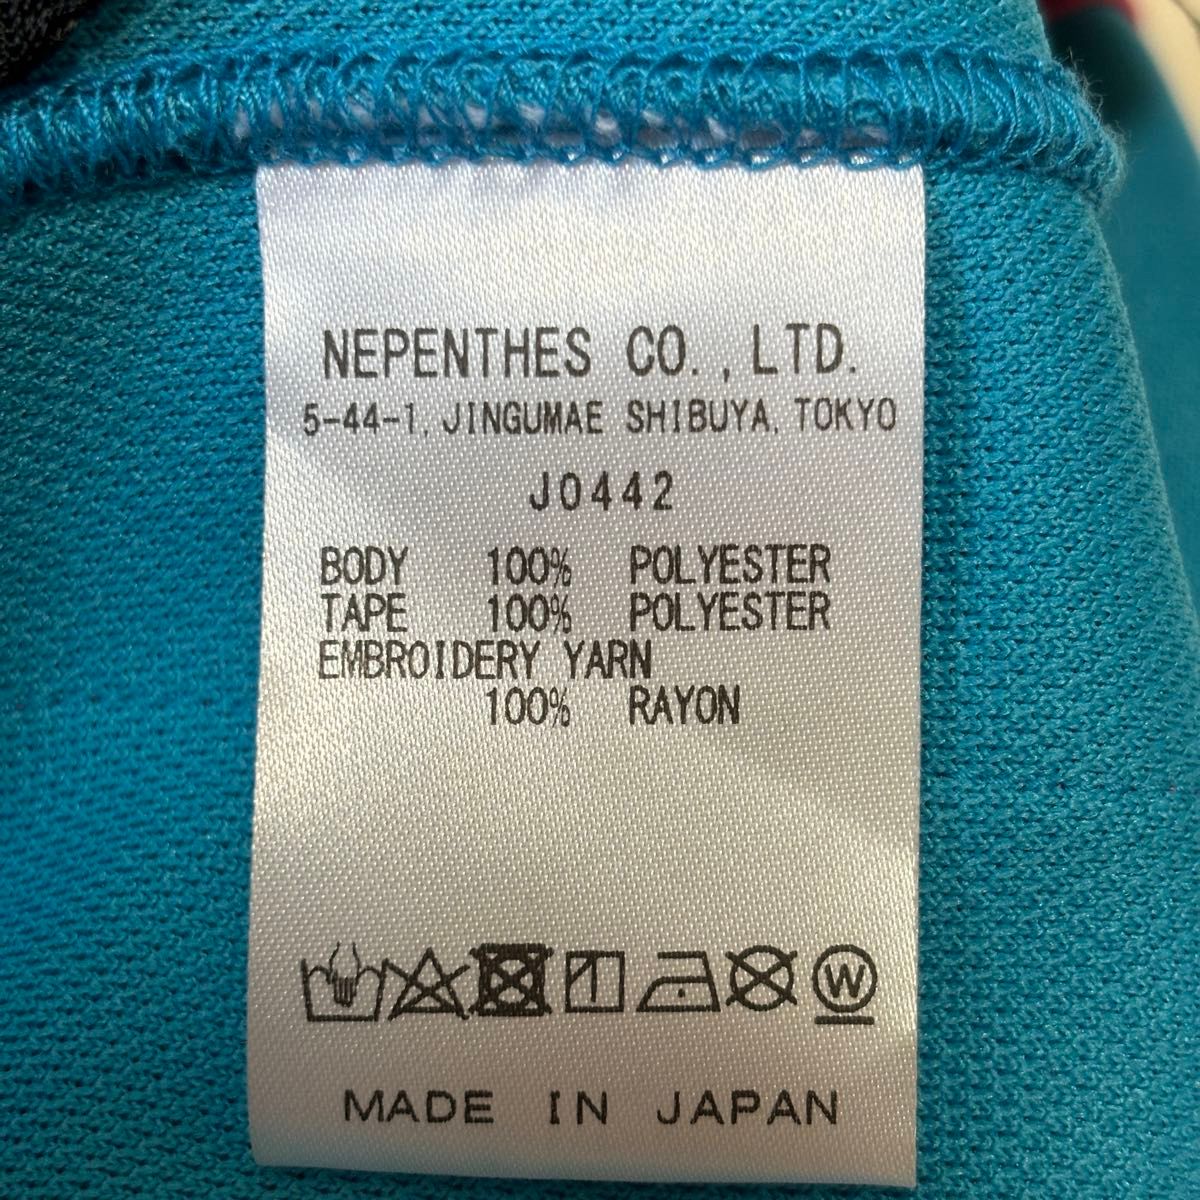 NEPENTHES CO., LTD.
5-44-1, JINGUMAE SHIBUYA, TOKYO
J0442
BODY 100% POLYESTER
TAPE 100% POLYESTER
EMBROIDERY YARN
100% RAYON
W
MADE IN JAPAN